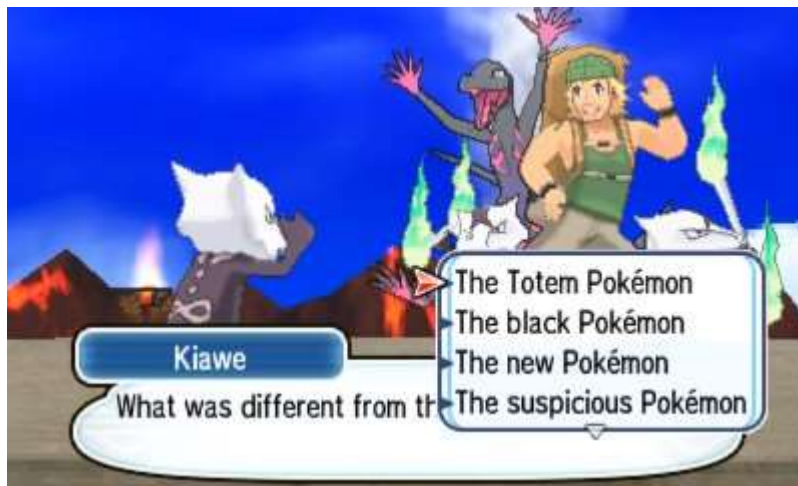 Kiawe
What was different from th
The Totem Pokémon
The black Pokémon
The new Pokémon
The suspicious Pokémon